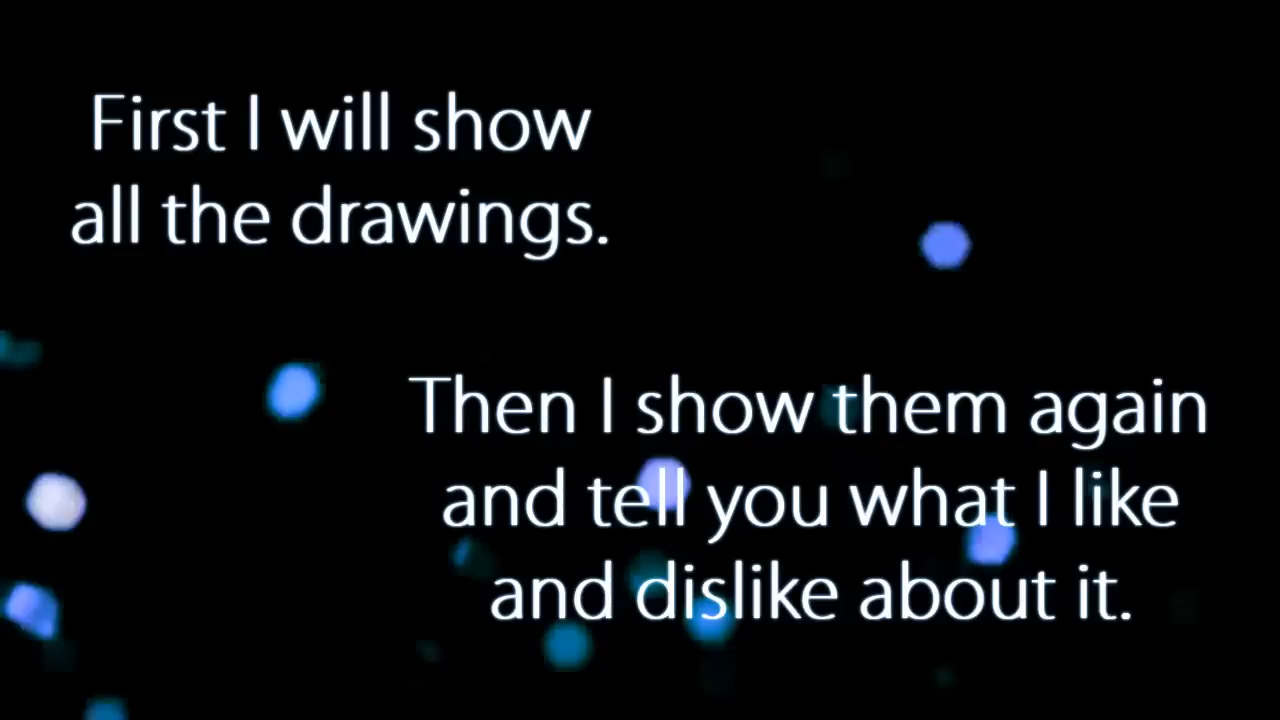 First I will show
all the drawings.
Then I show them again
and tell you what I like
and dislike about it.